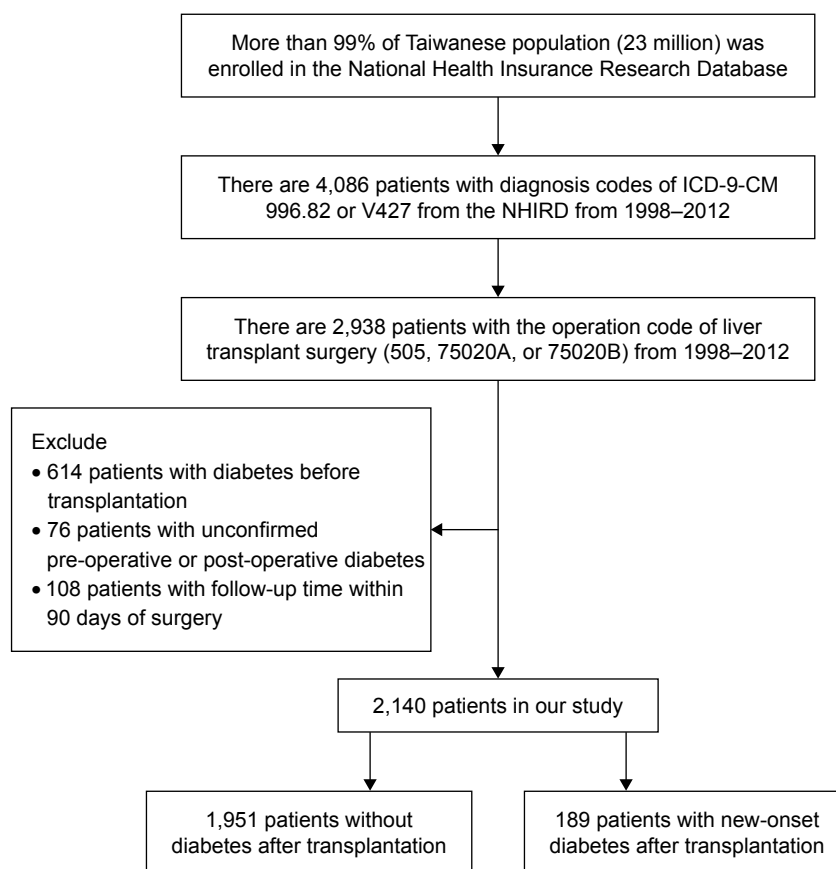 More than 99% of Taiwanese population (23 million) was
enrolled in the National Health Insurance Research Database
There are 4,086 patients with diagnosis codes of ICD-9-CM
996.82 or V427 from the NHIRD from 1998–2012
There are 2,938 patients with the operation code of liver
transplant surgery (505, 75020A, or 75020B) from 1998–2012
Exclude
• 614 patients with diabetes before
transplantation
• 76 patients with unconfirmed
pre-operative or post-operative diabetes
• 108 patients with follow-up time within
90 days of surgery
2,140 patients in our study
1,951 patients without
diabetes after transplantation
189 patients with new-onset
diabetes after transplantation